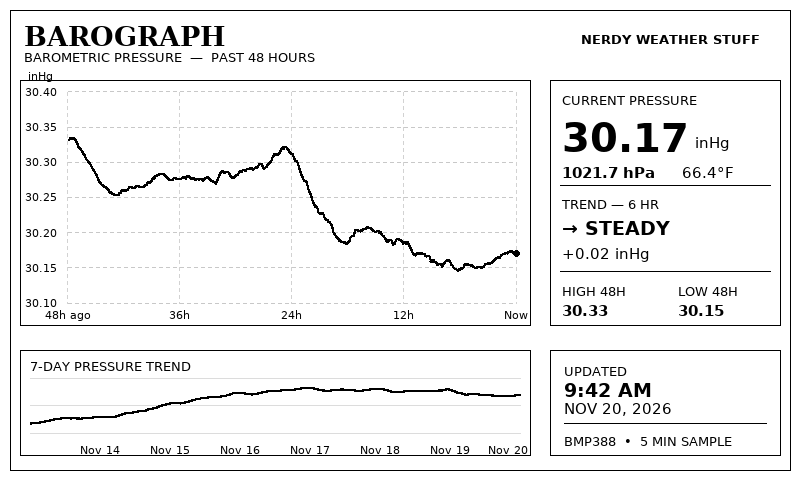 BAROGRAPH
BAROMETRIC PRESSURE — PAST 48 HOURS
NERDY WEATHER STUFF
inHg
30.40
30.35
30.30
30.25
30.20
30.15
30.10
48h ago 36h 24h 12h Now
CURRENT PRESSURE
30.17 inHg
1021.7 hPa 66.4°F
TREND — 6 HR
→ STEADY
+0.02 inHg
HIGH 48H LOW 48H
30.33 30.15
7-DAY PRESSURE TREND
Nov 14 Nov 15 Nov 16 Nov 17 Nov 18 Nov 19 Nov 20
UPDATED
9:42 AM
NOV 20, 2026
BMP388 • 5 MIN SAMPLE